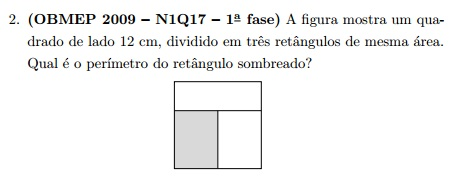 2. (OBMEP 2009 – N1Q17 – 1ª fase) A figura mostra um qua-
drado de lado 12 cm, dividido em três retângulos de mesma área.
Qual é o perímetro do retângulo sombreado?